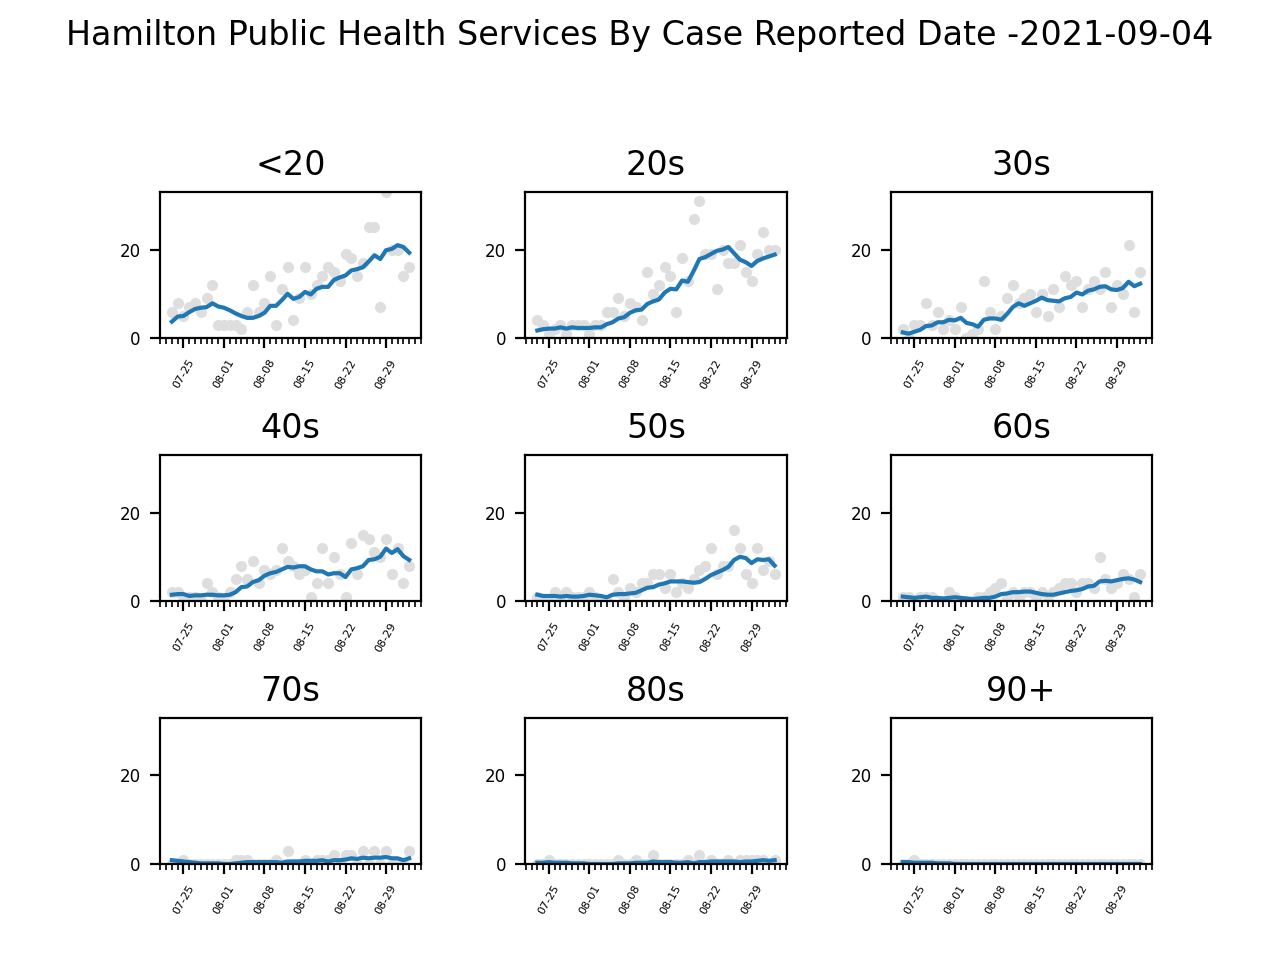 Hamilton Public Health Services By Case Reported Date -2021-09-04
<20 20s 30s
20 20 20
0 0 0
07-25 08-01 08-08 08-15 08-22 08-29 07-25 08-01 08-08 08-15 08-22 08-29 07-25 08-01 08-08 08-15 08-22 08-29
40s 50s 60s
20 20 20
0 0 0
07-25 08-01 08-08 08-15 08-22 08-29 07-25 08-01 08-08 08-15 08-22 08-29 07-25 08-01 08-08 08-15 08-22 08-29
70s 80s 90+
20 20 20
0 0 0
07-25 08-01 08-08 08-15 08-22 08-29 07-25 08-01 08-08 08-15 08-22 08-29 07-25 08-01 08-08 08-15 08-22 08-29